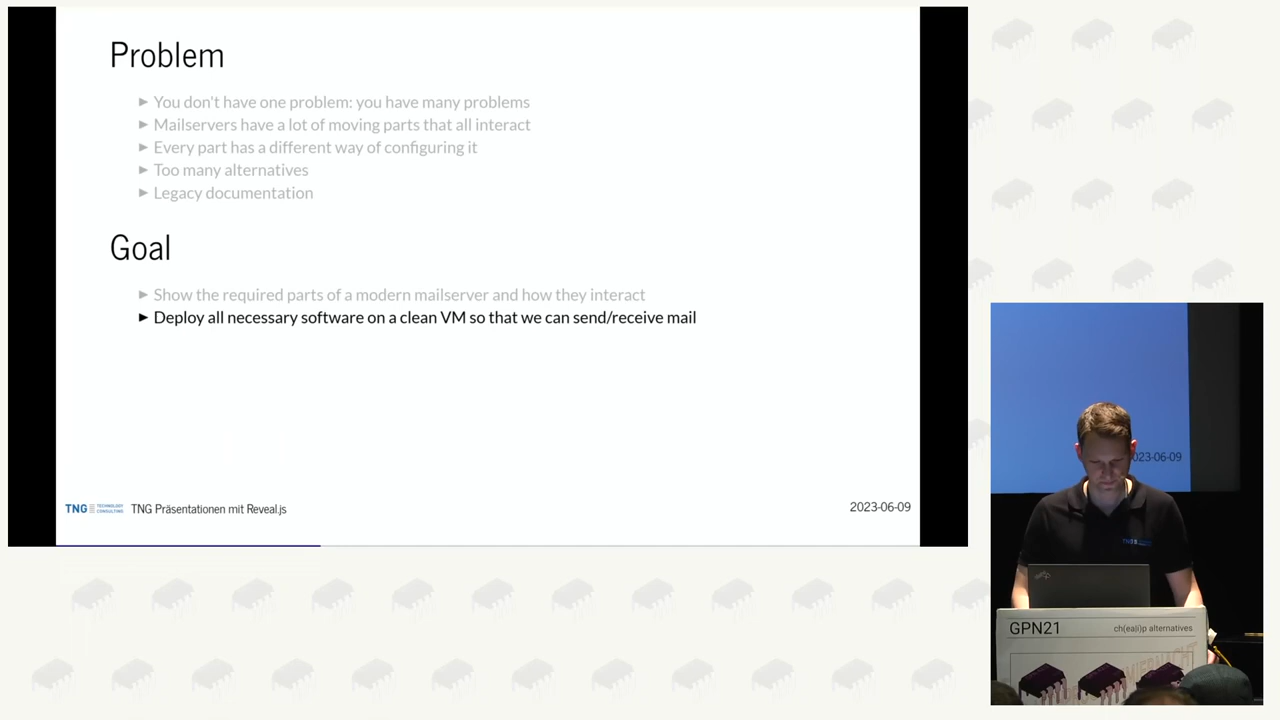 Problem
You don't have one problem: you have many problems
Mailservers have a lot of moving parts that all interact
Every part has a different way of configuring it
Too many alternatives
Legacy documentation
Goal
Show the required parts of a modern mailserver and how they interact
Deploy all necessary software on a clean VM so that we can send/receive mail
TNG TECHNOLOGY CONSULTING TNG Präsentationen mit Reveal.js
2023-06-09
023-06-09
TNG
GPN21
ch(ea|i)p alternatives